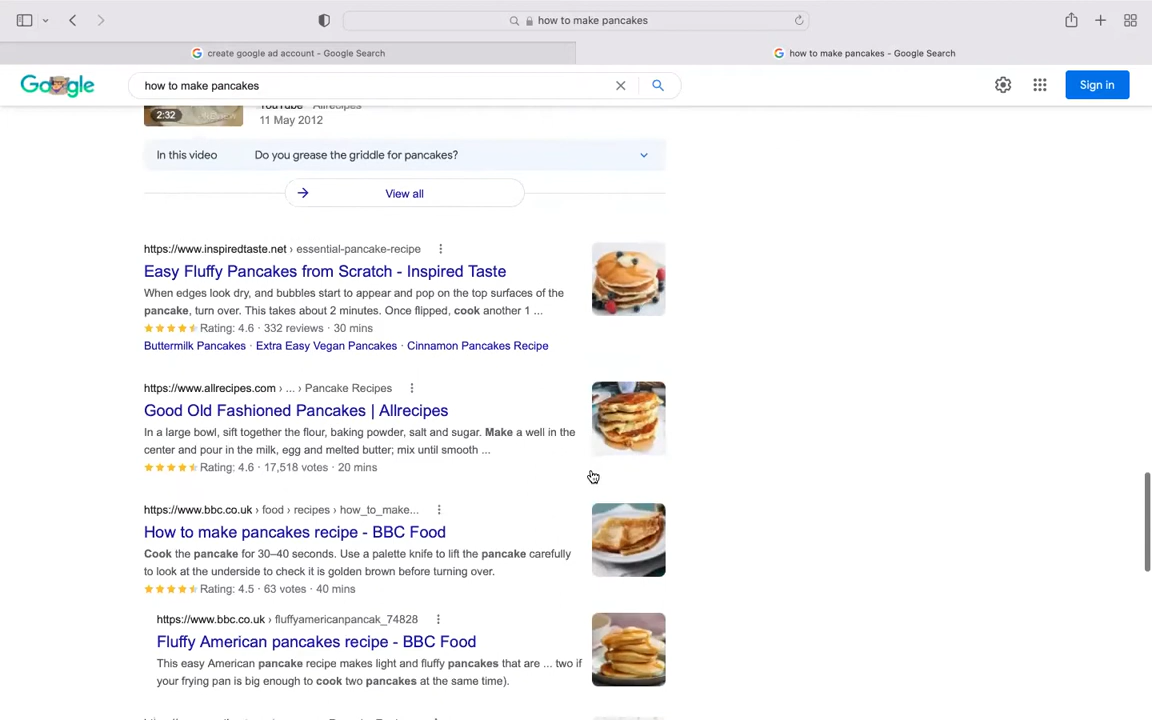 how to make pancakes
create google ad account - Google Search
how to make pancakes - Google Search
Google
how to make pancakes
Sign in
YouTube · Allrecipes
2:32
11 May 2012
In this video Do you grease the griddle for pancakes?
View all
https://www.inspiredtaste.net › essential-pancake-recipe
Easy Fluffy Pancakes from Scratch - Inspired Taste
When edges look dry, and bubbles start to appear and pop on the top surfaces of the
pancake, turn over. This takes about 2 minutes. Once flipped, cook another 1 ...
Rating: 4.6 · 332 reviews · 30 mins
Buttermilk Pancakes · Extra Easy Vegan Pancakes · Cinnamon Pancakes Recipe
https://www.allrecipes.com › ... › Pancake Recipes
Good Old Fashioned Pancakes | Allrecipes
In a large bowl, sift together the flour, baking powder, salt and sugar. Make a well in the
center and pour in the milk, egg and melted butter; mix until smooth ...
Rating: 4.6 · 17,518 votes · 20 mins
https://www.bbc.co.uk › food › recipes › how_to_make...
How to make pancakes recipe - BBC Food
Cook the pancake for 30–40 seconds. Use a palette knife to lift the pancake carefully
to look at the underside to check it is golden brown before turning over.
Rating: 4.5 · 63 votes · 40 mins
https://www.bbc.co.uk › fluffyamericanpancak_74828
Fluffy American pancakes recipe - BBC Food
This easy American pancake recipe makes light and fluffy pancakes that are ... two if
your frying pan is big enough to cook two pancakes at the same time).